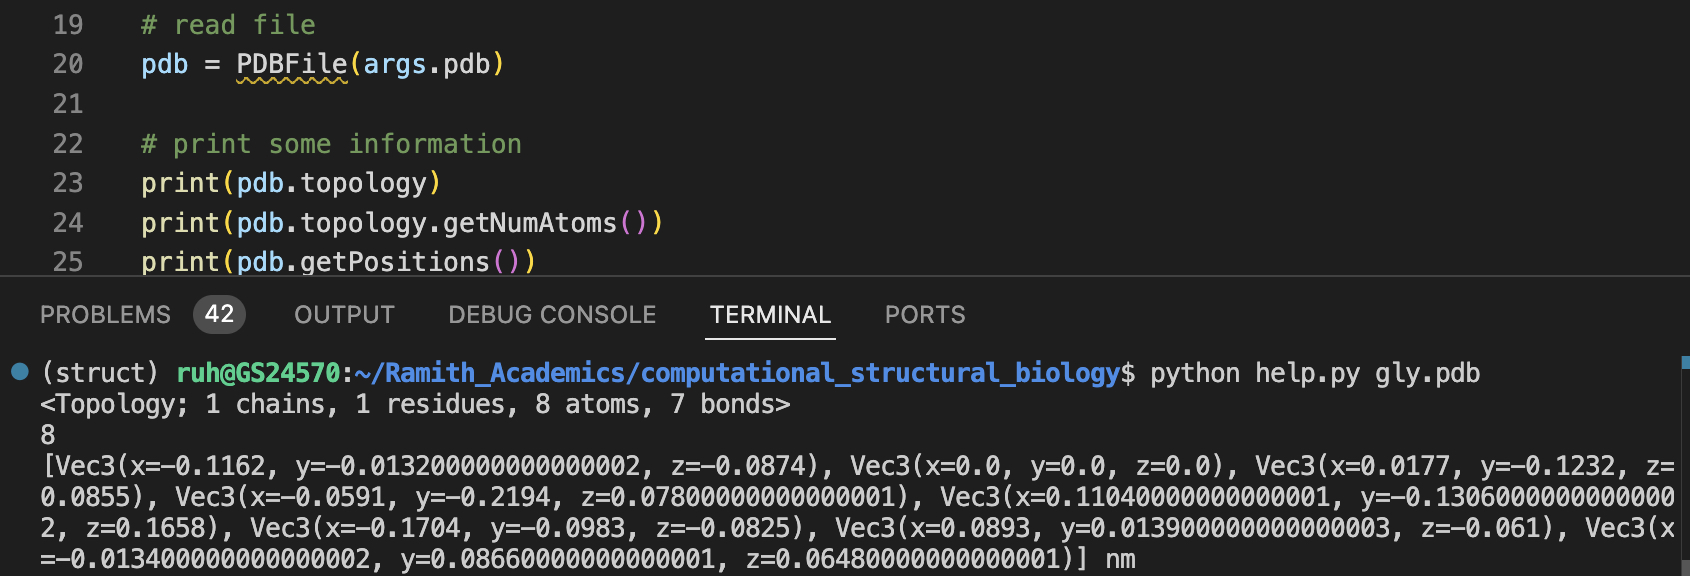 19 # read file
20 pdb = PDBFile(args.pdb)
21
22 # print some information
23 print(pdb.topology)
24 print(pdb.topology.getNumAtoms())
25 print(pdb.getPositions())
PROBLEMS 42 OUTPUT DEBUG CONSOLE TERMINAL PORTS
(struct) ruh@GS24570:~/Ramith_Academics/computational_structural_biology$ python help.py gly.pdb
<Topology; 1 chains, 1 residues, 8 atoms, 7 bonds>
8
[Vec3(x=-0.1162, y=-0.013200000000000002, z=-0.0874), Vec3(x=0.0, y=0.0, z=0.0), Vec3(x=0.0177, y=-0.1232, z=
0.0855), Vec3(x=-0.0591, y=-0.2194, z=0.07800000000000001), Vec3(x=0.11040000000000001, y=-0.1306000000000000
2, z=0.1658), Vec3(x=-0.1704, y=-0.0983, z=-0.0825), Vec3(x=0.0893, y=0.013900000000000003, z=-0.061), Vec3(x
=-0.013400000000000002, y=0.08660000000000001, z=0.06480000000000001)] nm